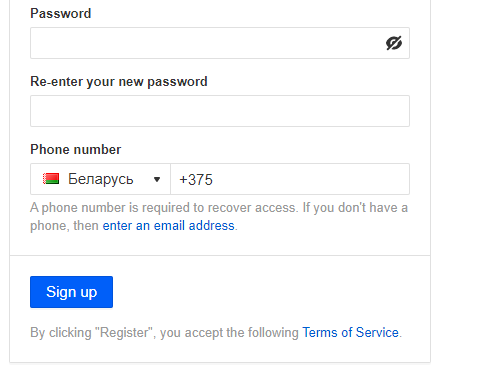 Password
Re-enter your new password
Phone number
Беларусь +375
A phone number is required to recover access. If you don't have a
phone, then enter an email address.
Sign up
By clicking "Register", you accept the following Terms of Service.